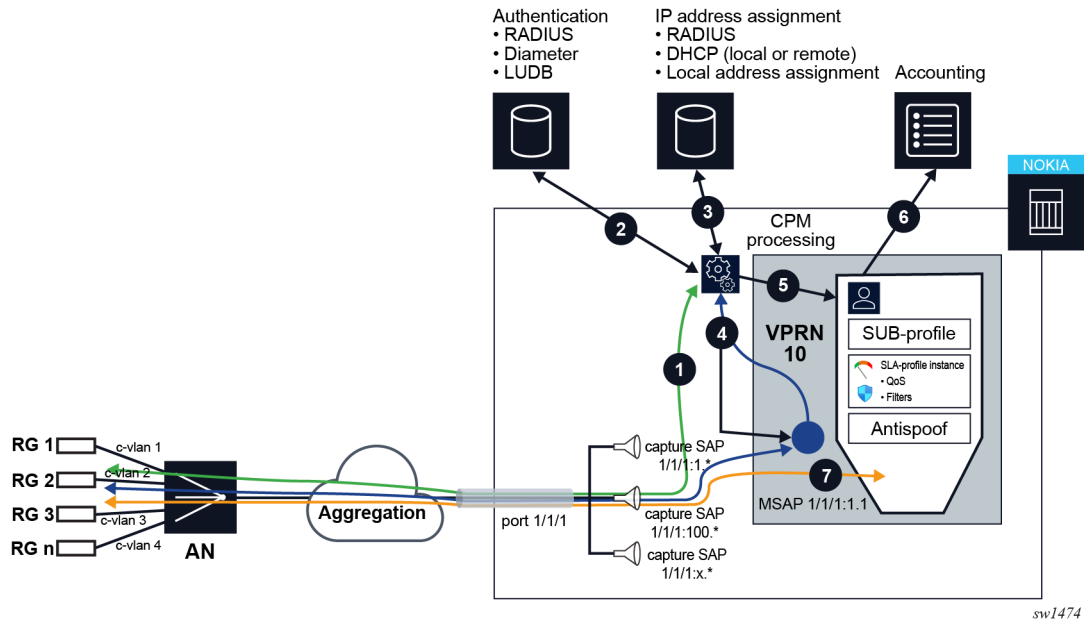 Authentication
• RADIUS
• Diameter
• LUDB
IP address assignment
• RADIUS
• DHCP (local or remote)
• Local address assignment
Accounting
NOKIA
2
3
6
CPM
processing
5
4
1
VPRN
10
SUB-profile
SLA-profile instance
• QoS
• Filters
Antispoof
7
MSAP 1/1/1:1.1
RG 1
RG 2
RG 3
RG n
c-vlan 1
c-vlan 2
c-vlan 3
c-vlan 4
AN
Aggregation
port 1/1/1
capture SAP
1/1/1:1.*
capture SAP
1/1/1:100.*
capture SAP
1/1/1:x.*
sw1474